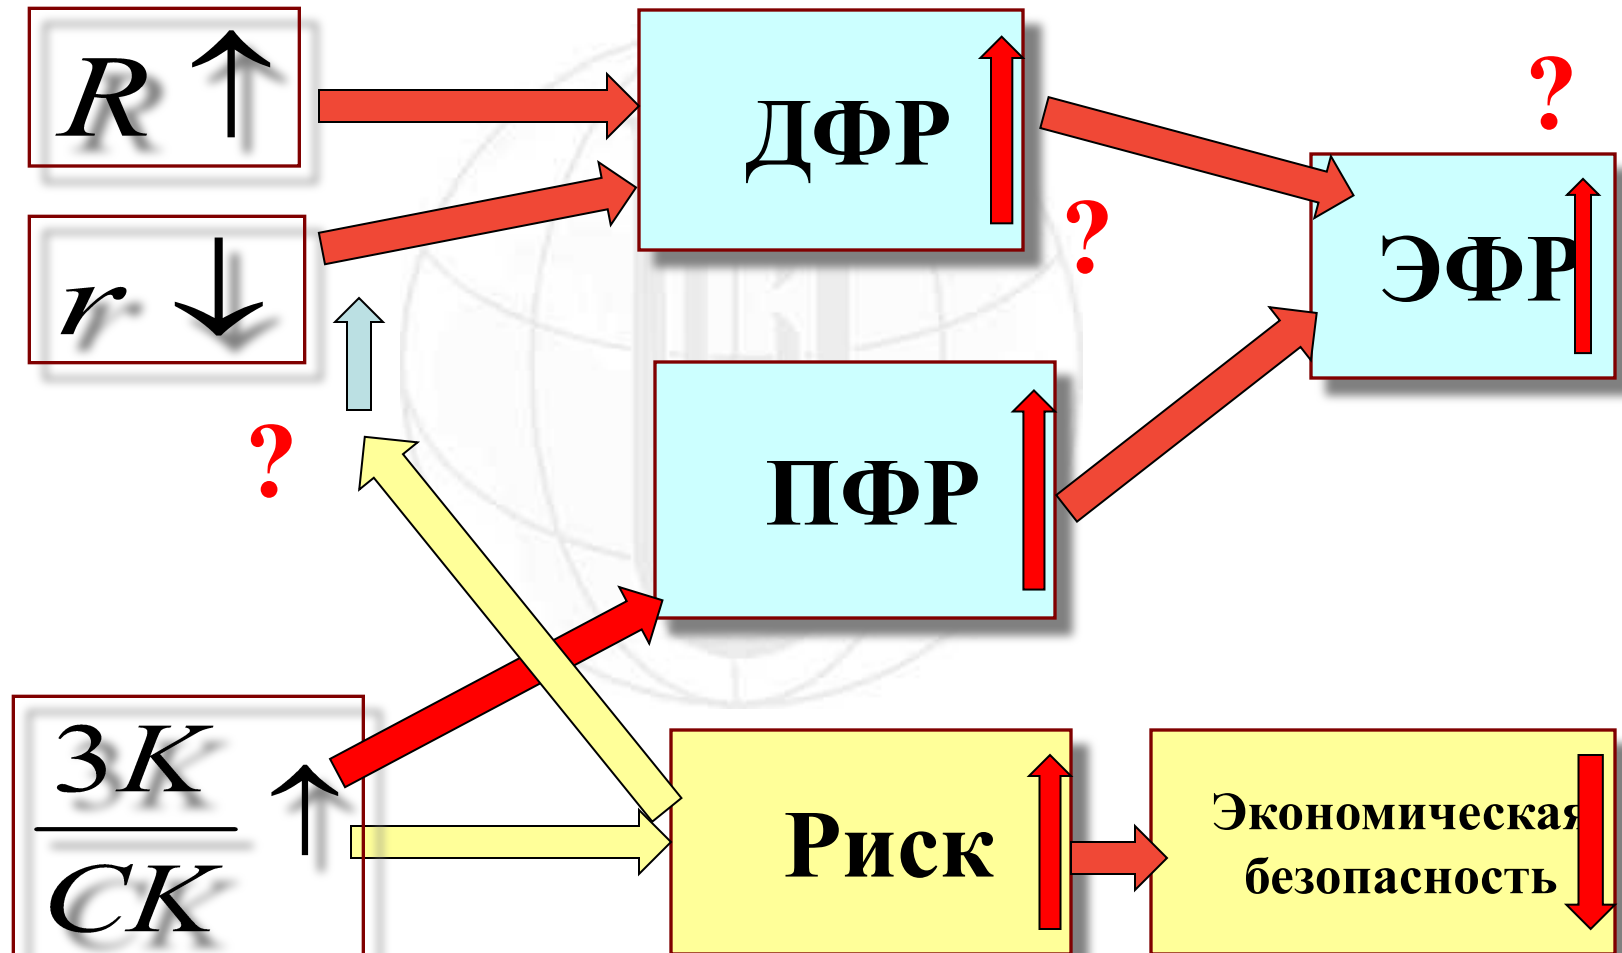 R ↑
ДФР
?
r ↓
?
ЭФР
?
ПФР
ЗК
СК
↑
Риск
Экономическая
безопасность